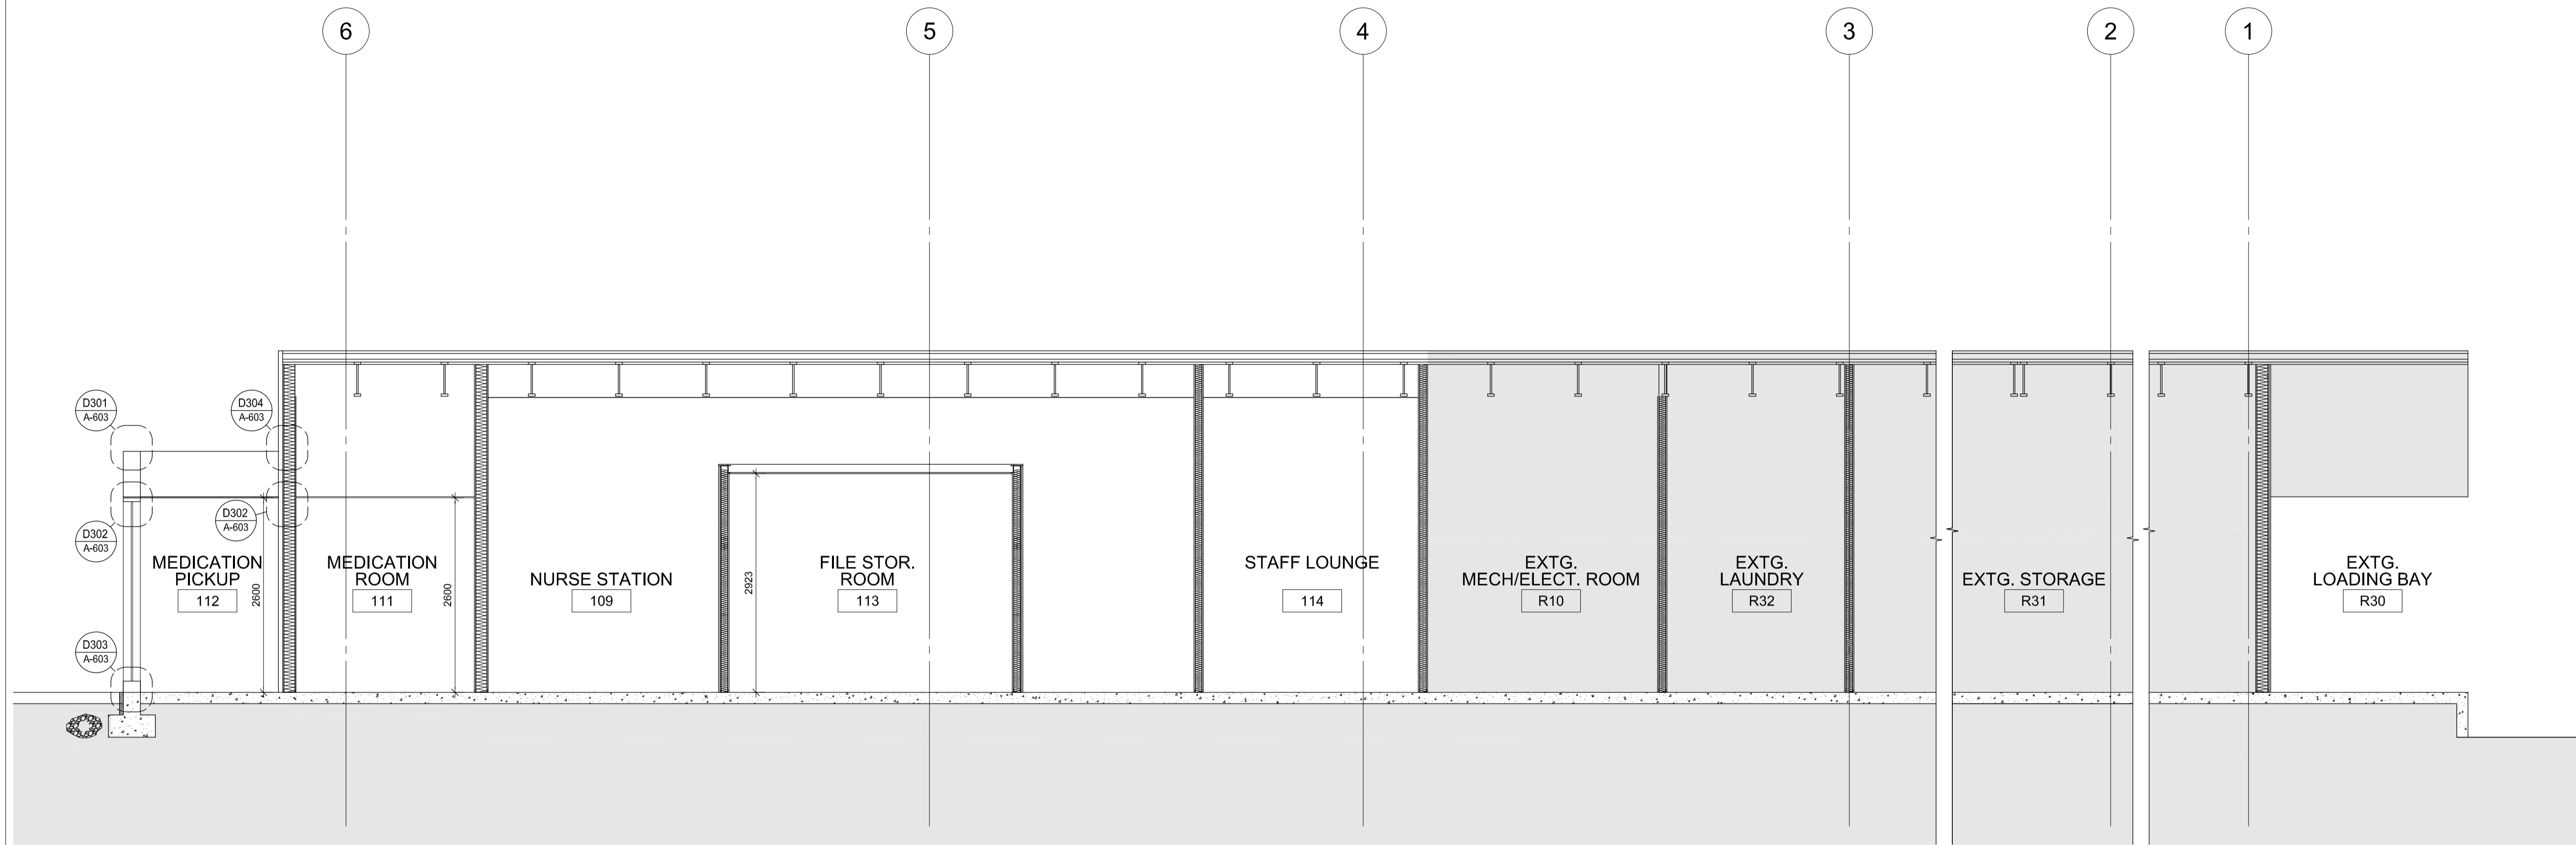 6
5
4
3
2
1
D301
A-603
D304
A-603
D302
A-603
D302
A-603
D303
A-603
MEDICATION
PICKUP
112
2600
MEDICATION
ROOM
111
2600
NURSE STATION
109
2923
FILE STOR.
ROOM
113
STAFF LOUNGE
114
EXTG.
MECH/ELECT. ROOM
R10
EXTG.
LAUNDRY
R32
EXTG. STORAGE
R31
EXTG.
LOADING BAY
R30